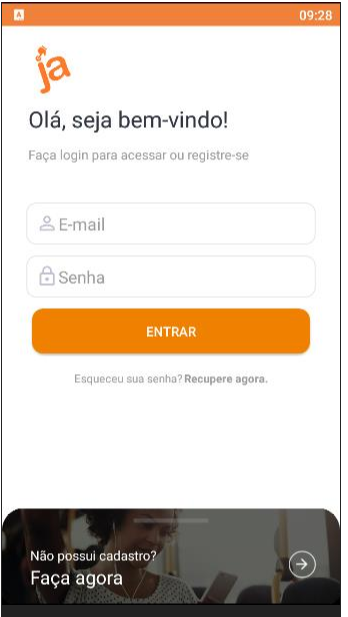 A
09:28
ja
Olá, seja bem-vindo!
Faça login para acessar ou registre-se
E-mail
Senha
ENTRAR
Esqueceu sua senha? Recupere agora.
Não possui cadastro?
Faça agora